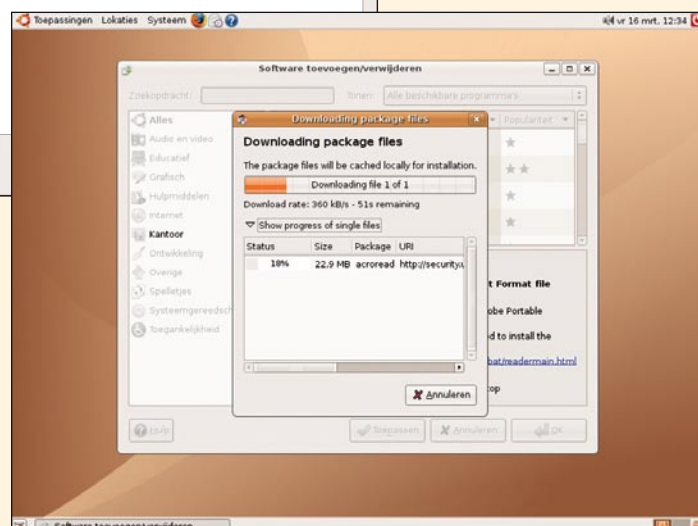 Toepassingen Lokaties Systeem
vr 16 mrt, 12:34
Software toevoegen/verwijderen
Zoekopdracht:
Tonen: Alle beschikbare programma's
Alles
Audio en video
Educatief
Grafisch
Hulpmiddelen
Internet
Kantoor
Ontwikkeling
Overige
Spelletjes
Systeemgereedsch
Toegankelijkheid
Populariteit
Downloading package files
Downloading package files
The package files will be cached locally for installation.
Downloading file 1 of 1
Download rate: 360 kB/s - 51s remaining
Show progress of single files
Status Size Package URI
18% 22.9 MB acroread http://security.u
Annuleren
t Format file
obe Portable
d to install the
bat/readermain.html
top
Hulp
Toepassen
Annuleren
OK
Software toevoegen/verwijderen